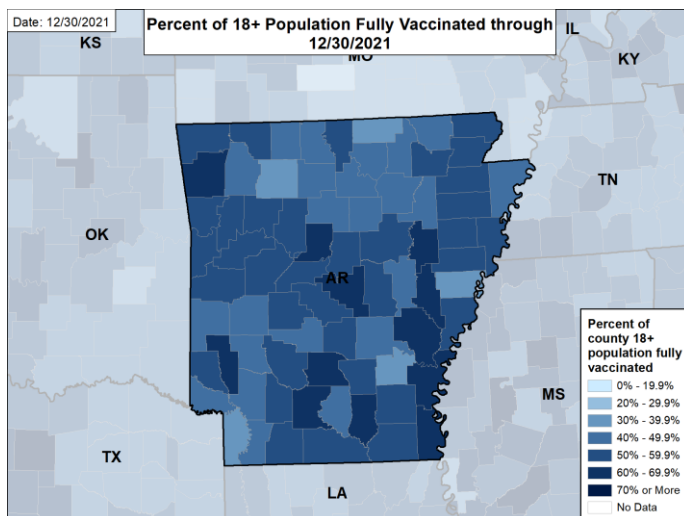 Date: 12/30/2021
Percent of 18+ Population Fully Vaccinated through
12/30/2021
KS
MO
IL
KY
TN
OK
AR
MS
TX
LA
Percent of
county 18+
population fully
vaccinated
0% - 19.9%
20% - 29.9%
30% - 39.9%
40% - 49.9%
50% - 59.9%
60% - 69.9%
70% or More
No Data